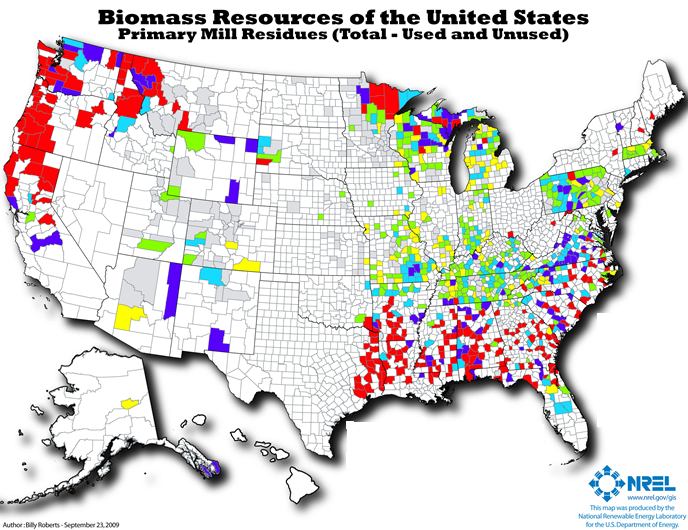 Biomass Resources of the United States
Primary Mill Residues (Total - Used and Unused)
NREL
www.nrel.gov/gis
This map was produced by the
National Renewable Energy Laboratory
for the U.S. Department of Energy.
Author : Billy Roberts - September 23, 2009